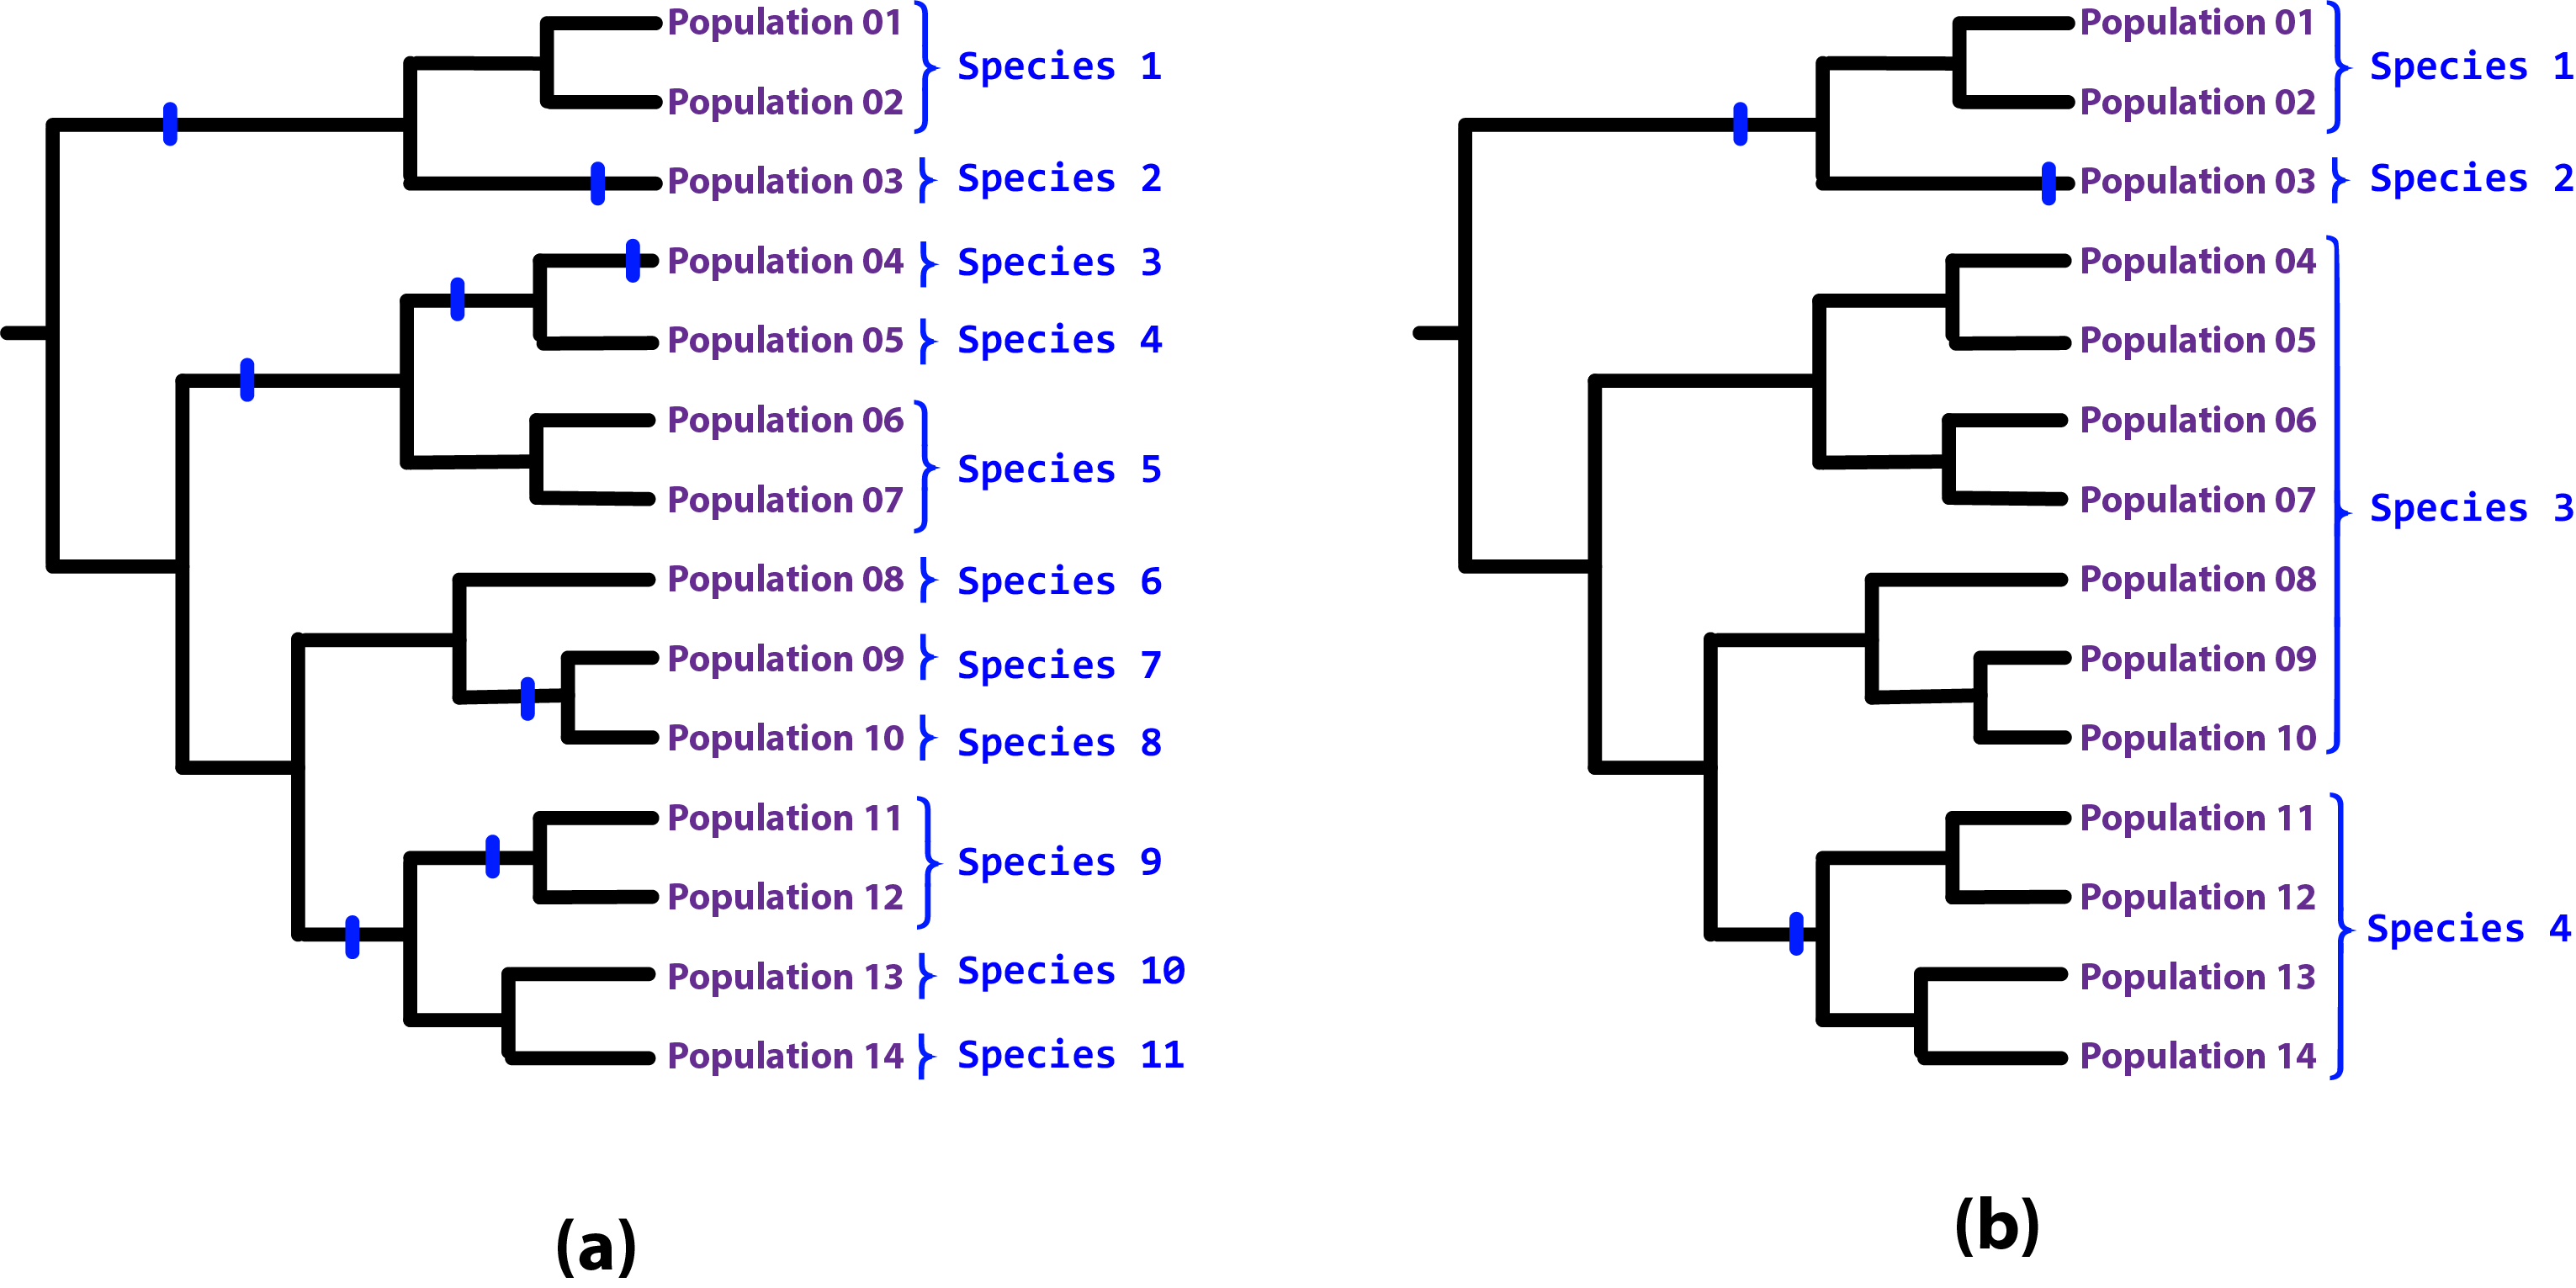 Population 01
Population 02
Species 1
Population 03
Species 2
Population 04
Species 3
Population 05
Species 4
Population 06
Population 07
Species 5
Population 08
Species 6
Population 09
Species 7
Population 10
Species 8
Population 11
Population 12
Species 9
Population 13
Species 10
Population 14
Species 11
(a)
Population 01
Population 02
Species 1
Population 03
Species 2
Population 04
Population 05
Population 06
Population 07
Population 08
Population 09
Population 10
Species 3
Population 11
Population 12
Population 13
Population 14
Species 4
(b)